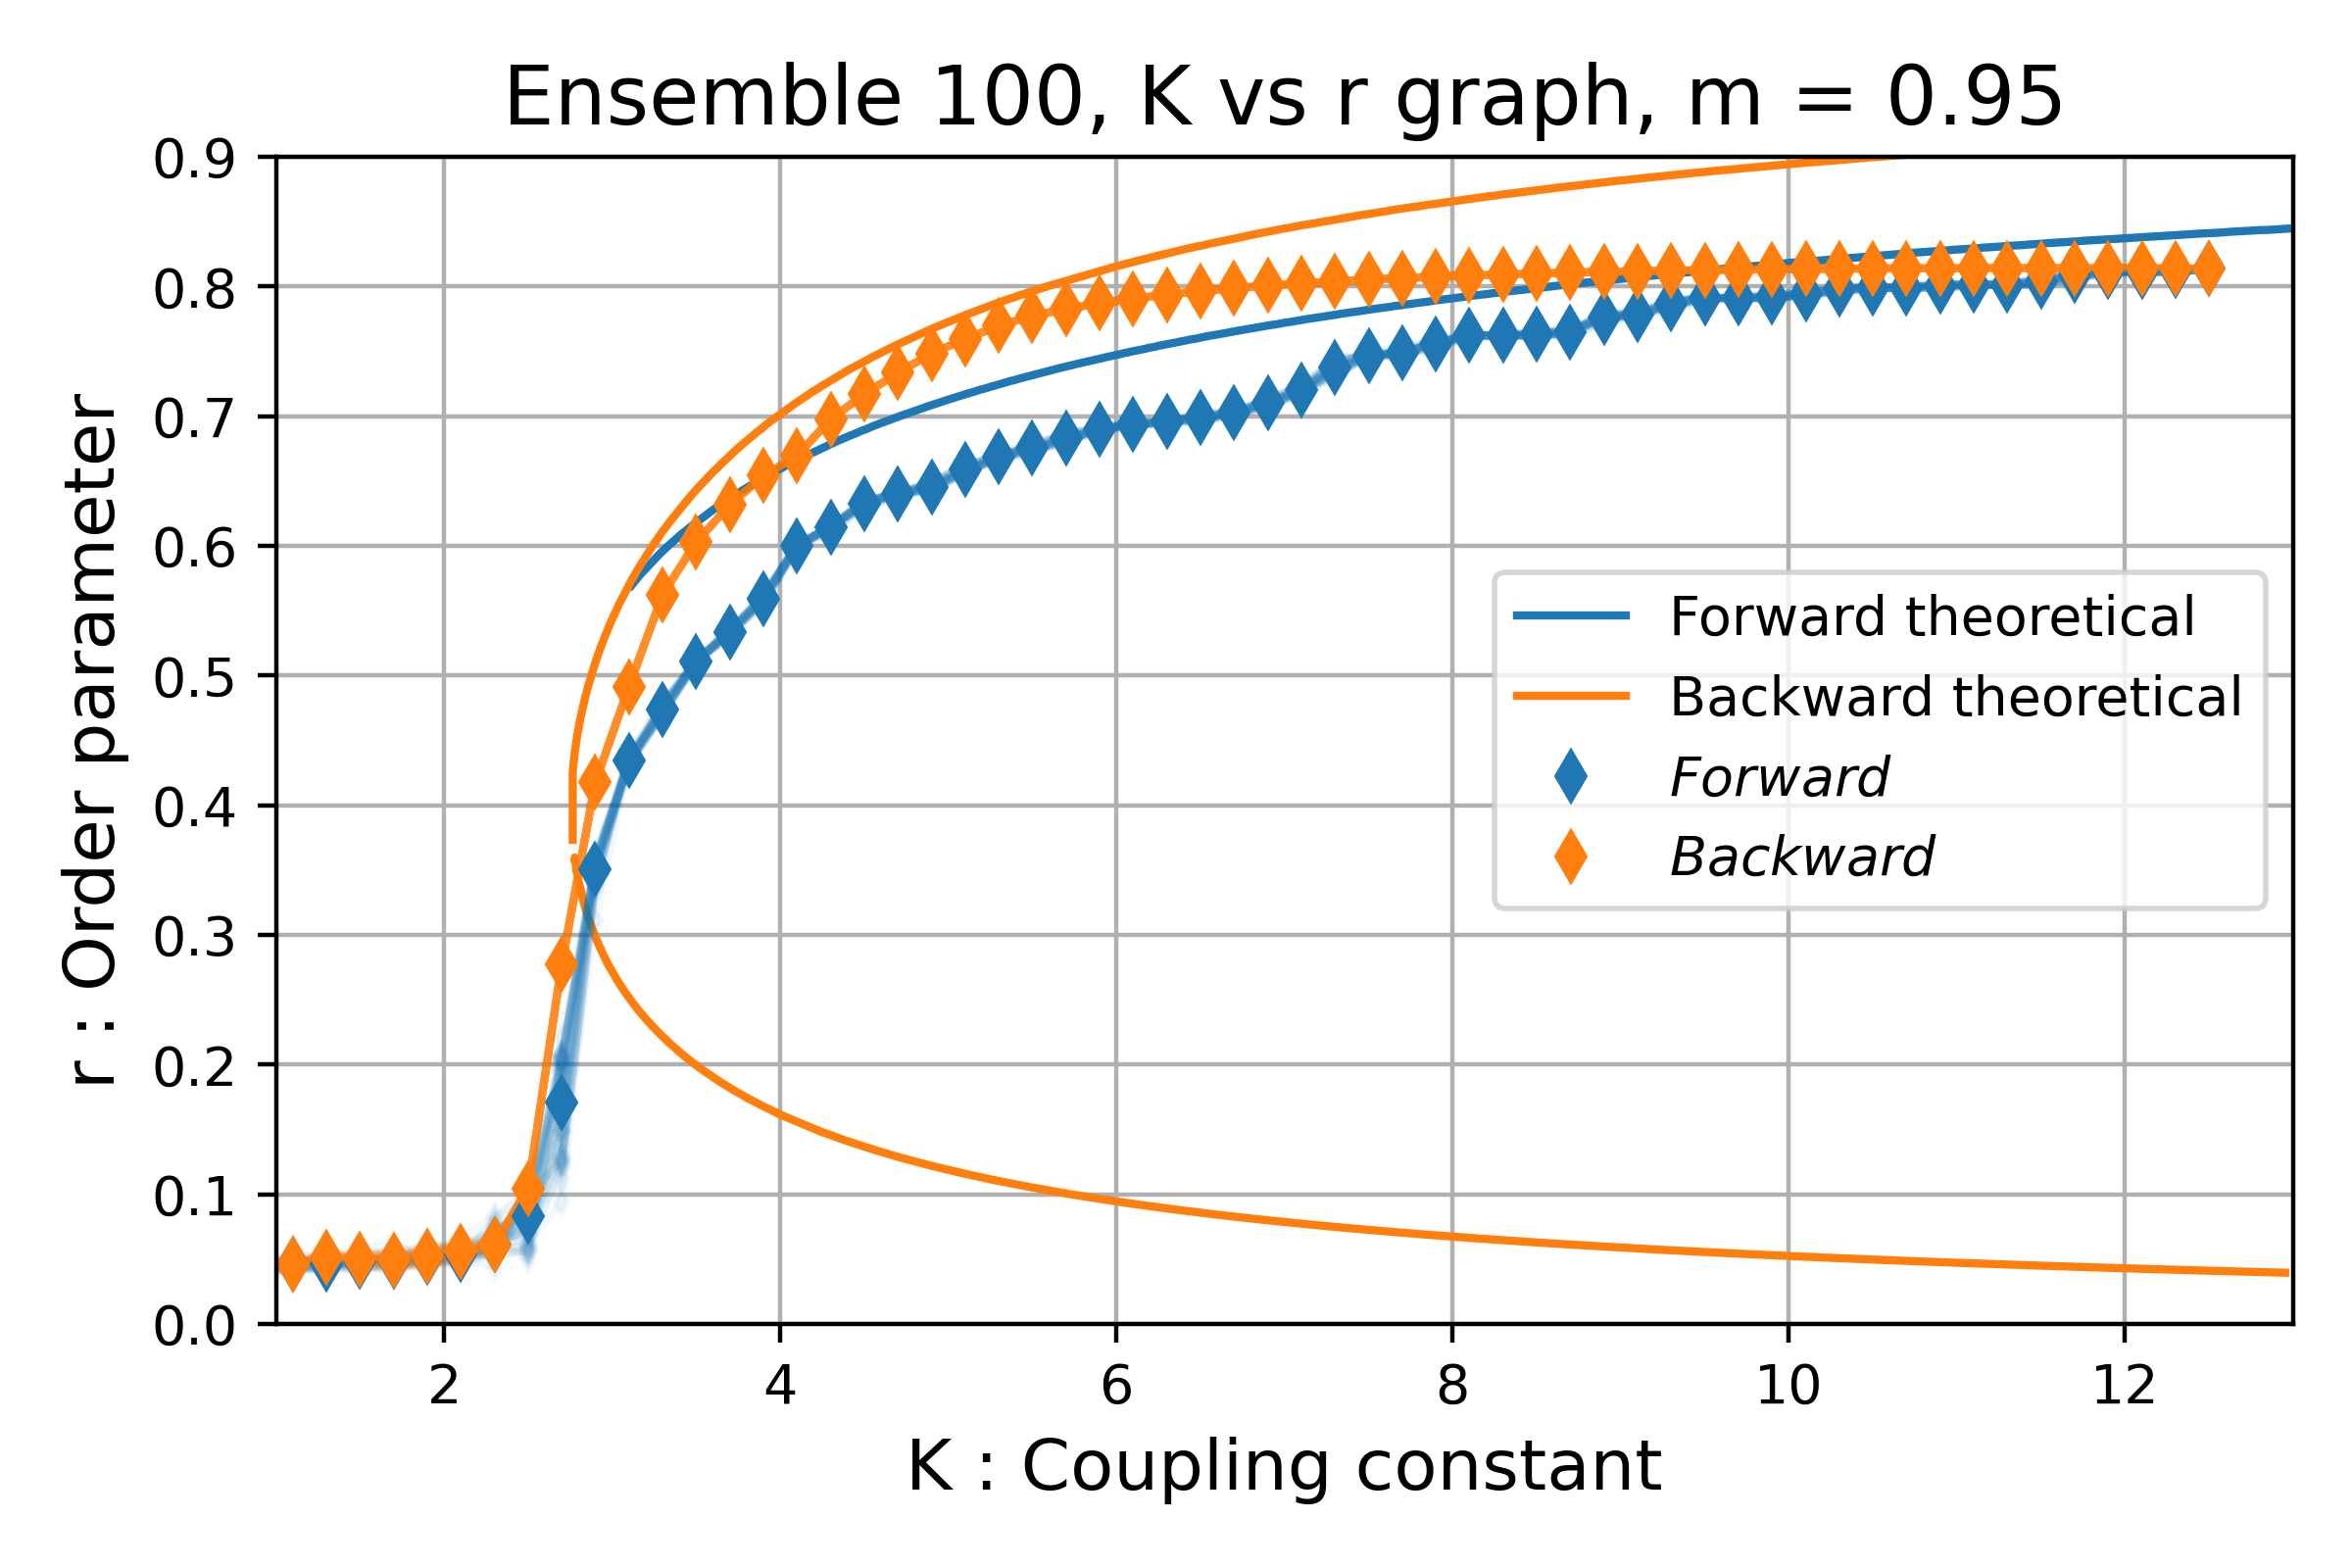 Ensemble 100, K vs r graph, m = 0.95
0.9
0.8
0.7
0.6
0.5
0.4
0.3
0.2
0.1
0.0
r : Order parameter
Forward theoretical
Backward theoretical
Forward
Backward
2 4 6 8 10 12
K : Coupling constant